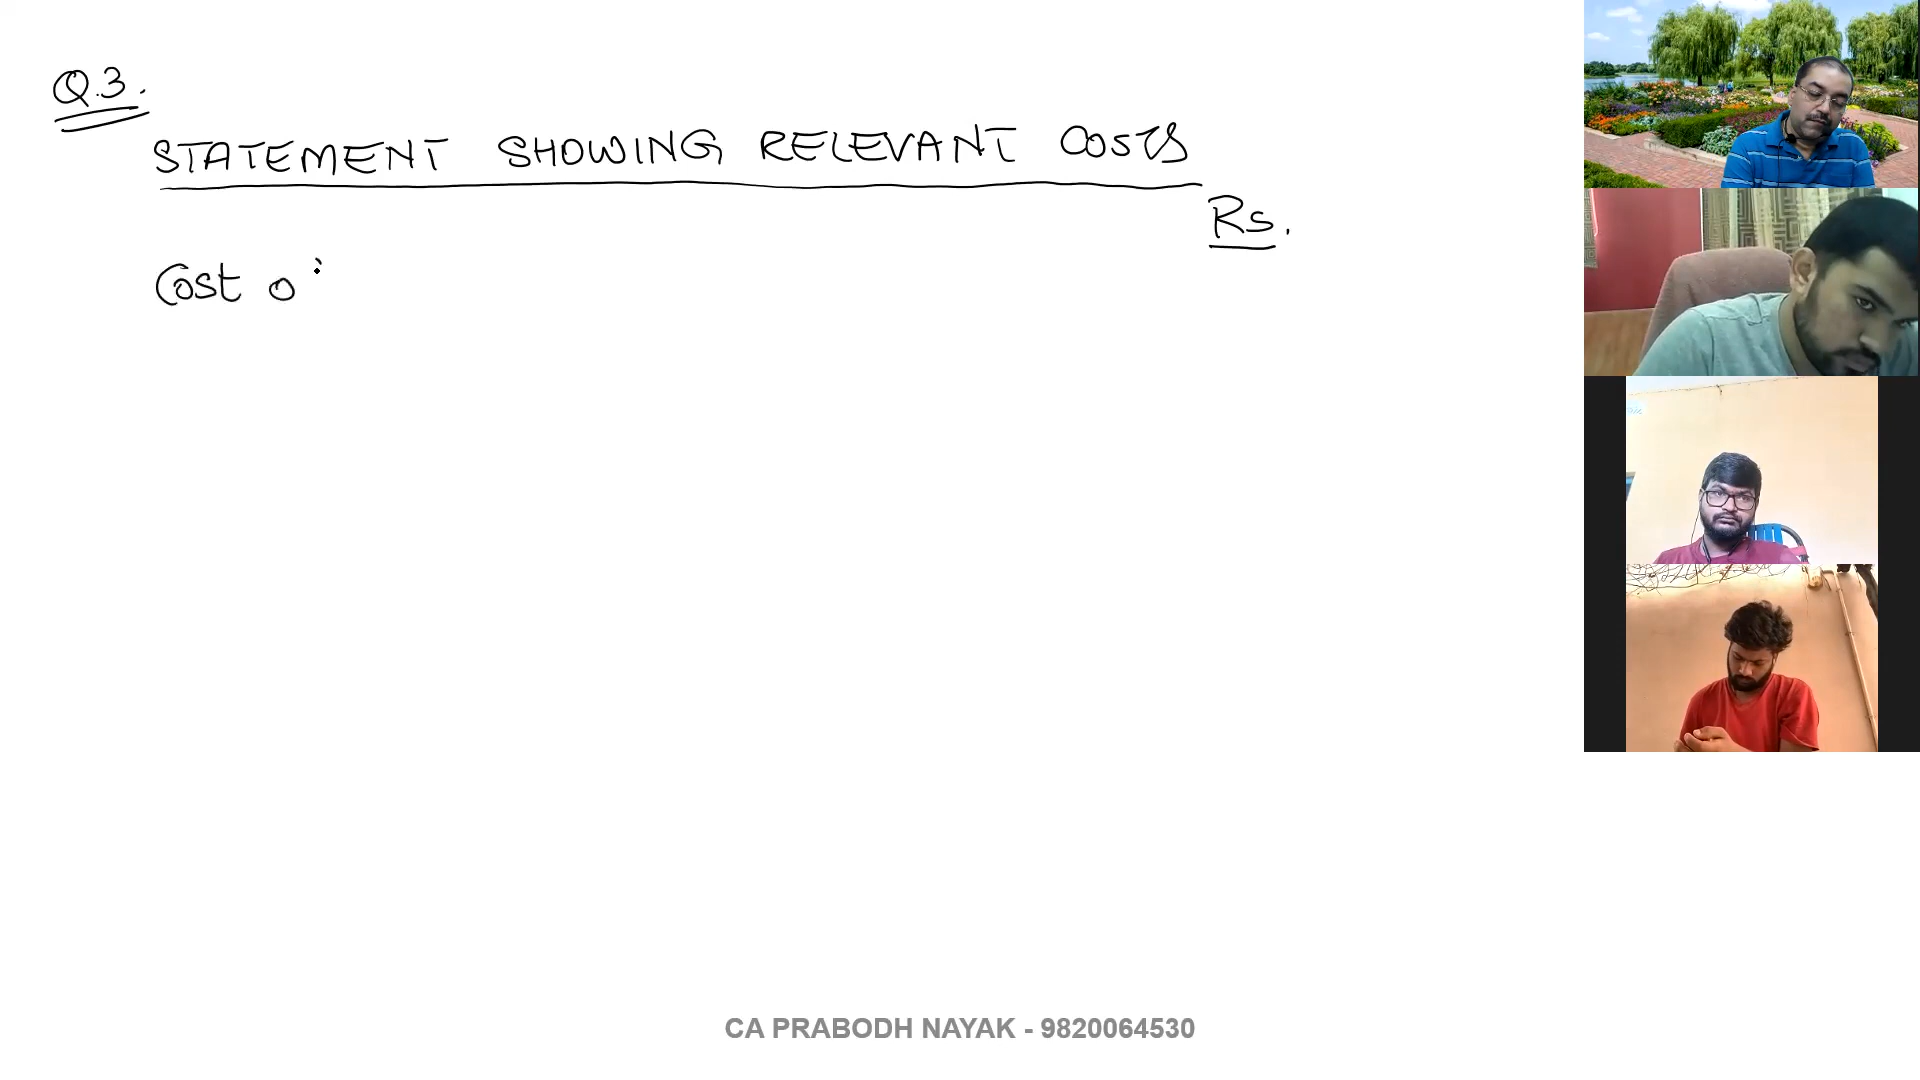 Q.3.
STATEMENT SHOWING RELEVANT COSTS
Rs.
Cost o
CA PRABODH NAYAK - 9820064530